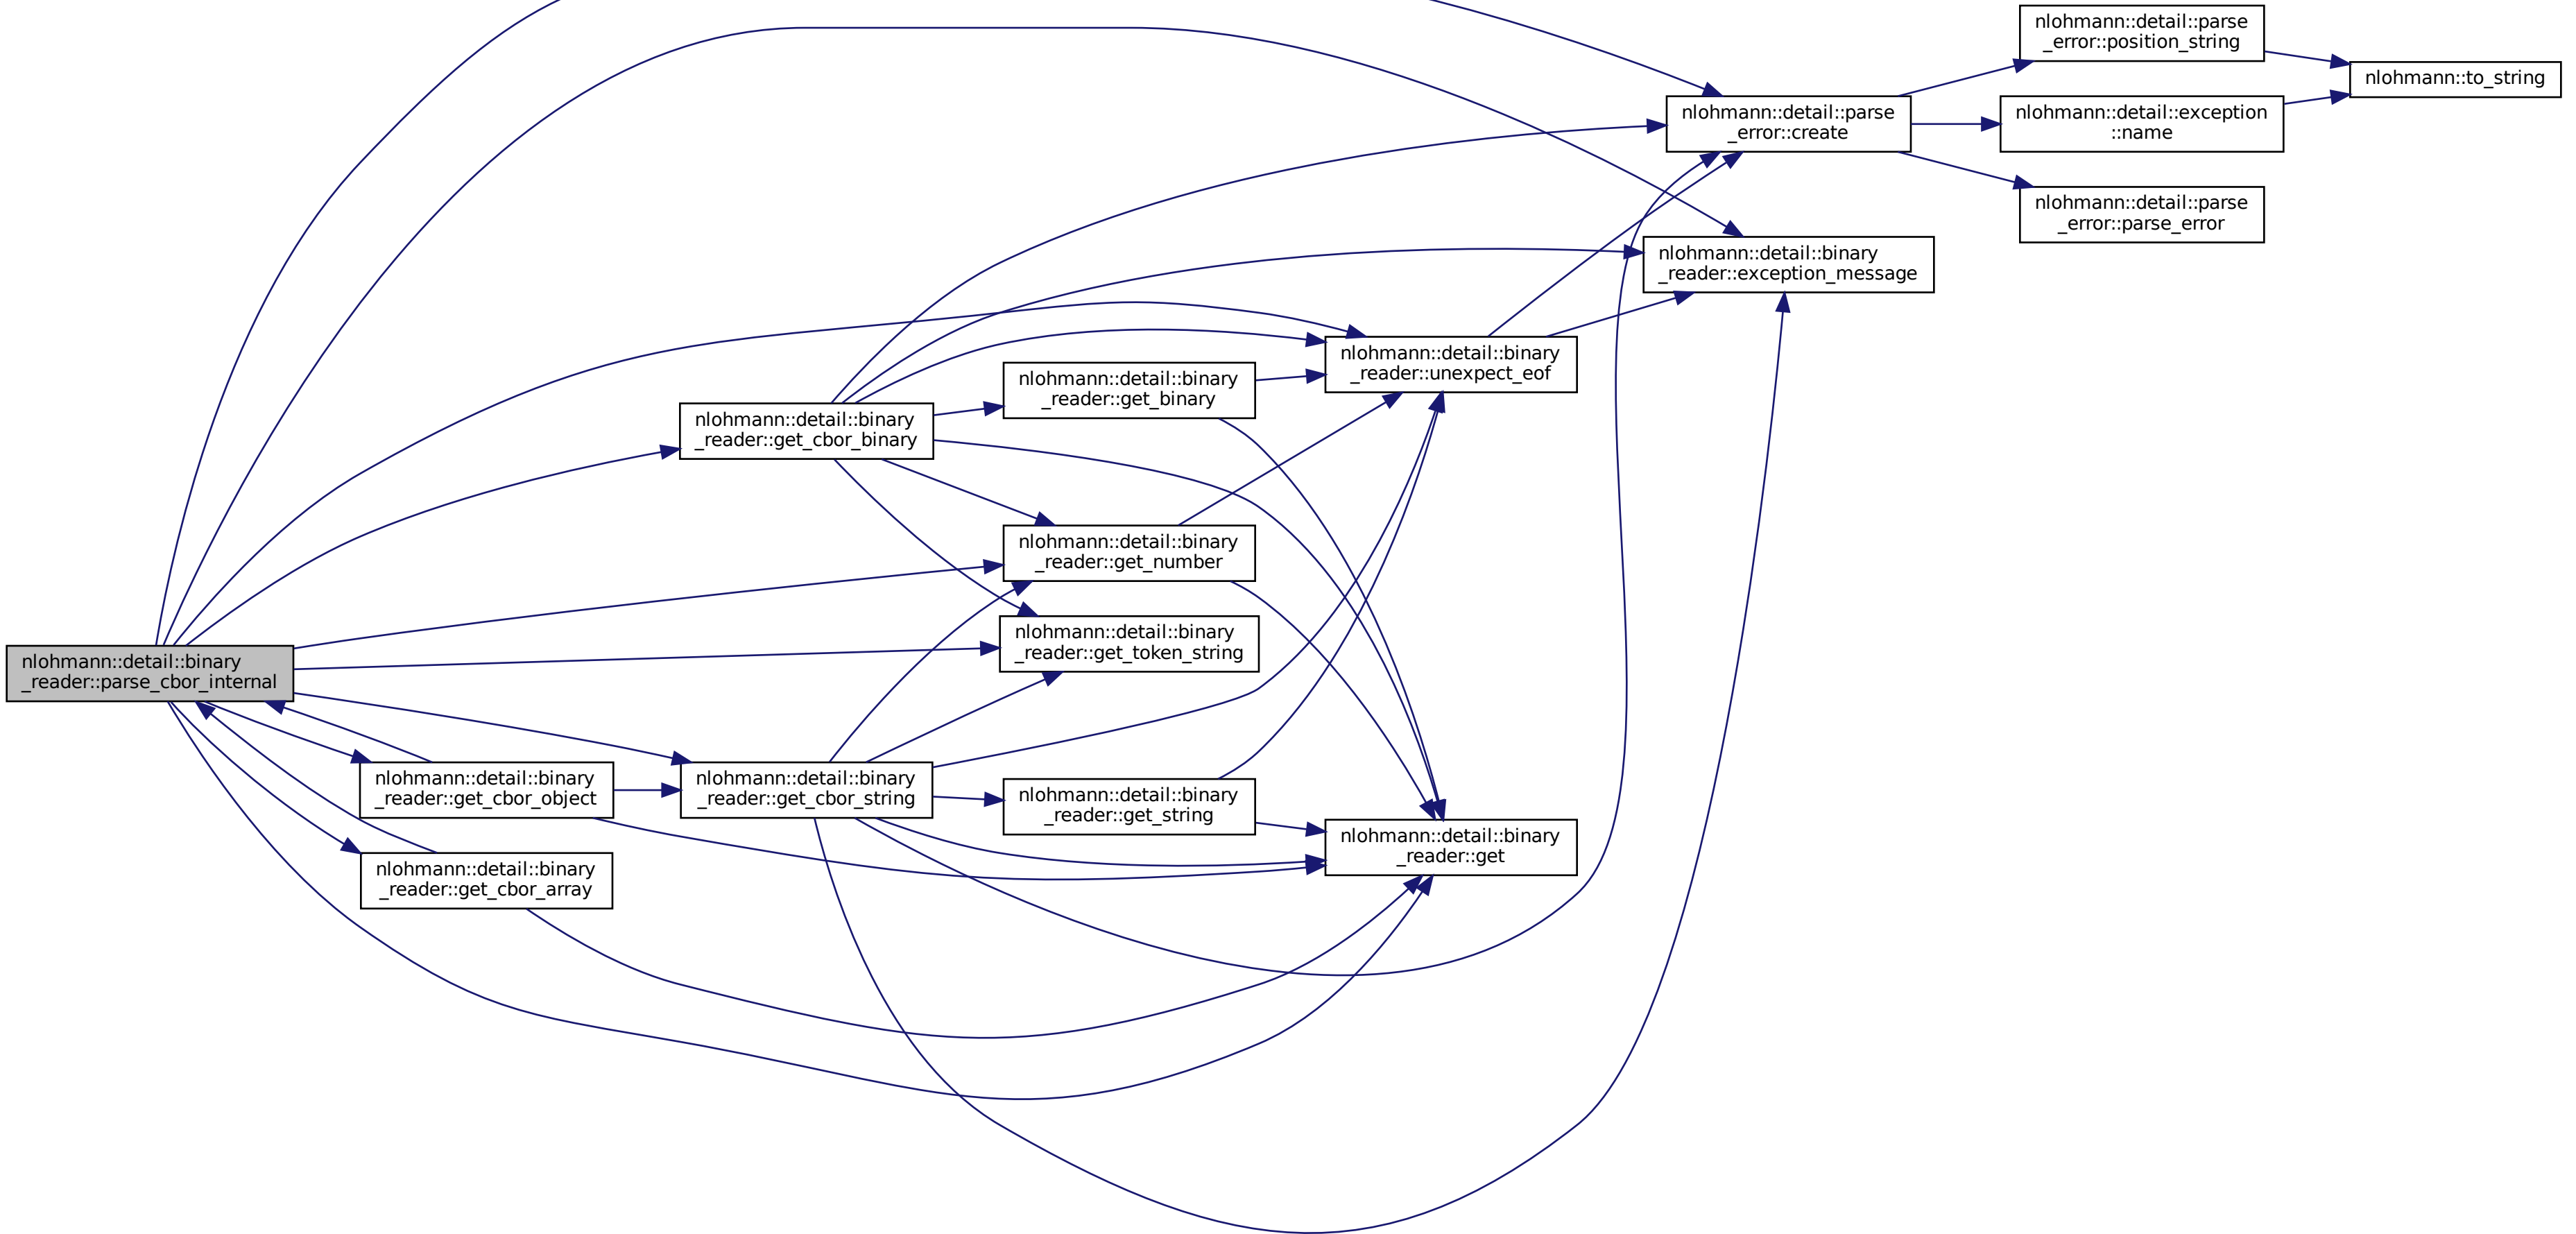 nlohmann::detail::parse
_error::position_string
nlohmann::to_string
nlohmann::detail::parse
_error::create
nlohmann::detail::exception
::name
nlohmann::detail::parse
_error::parse_error
nlohmann::detail::binary
_reader::exception_message
nlohmann::detail::binary
_reader::unexpect_eof
nlohmann::detail::binary
_reader::get_binary
nlohmann::detail::binary
_reader::get_cbor_binary
nlohmann::detail::binary
_reader::get_number
nlohmann::detail::binary
_reader::get_token_string
nlohmann::detail::binary
_reader::parse_cbor_internal
nlohmann::detail::binary
_reader::get_cbor_object
nlohmann::detail::binary
_reader::get_cbor_string
nlohmann::detail::binary
_reader::get_string
nlohmann::detail::binary
_reader::get
nlohmann::detail::binary
_reader::get_cbor_array